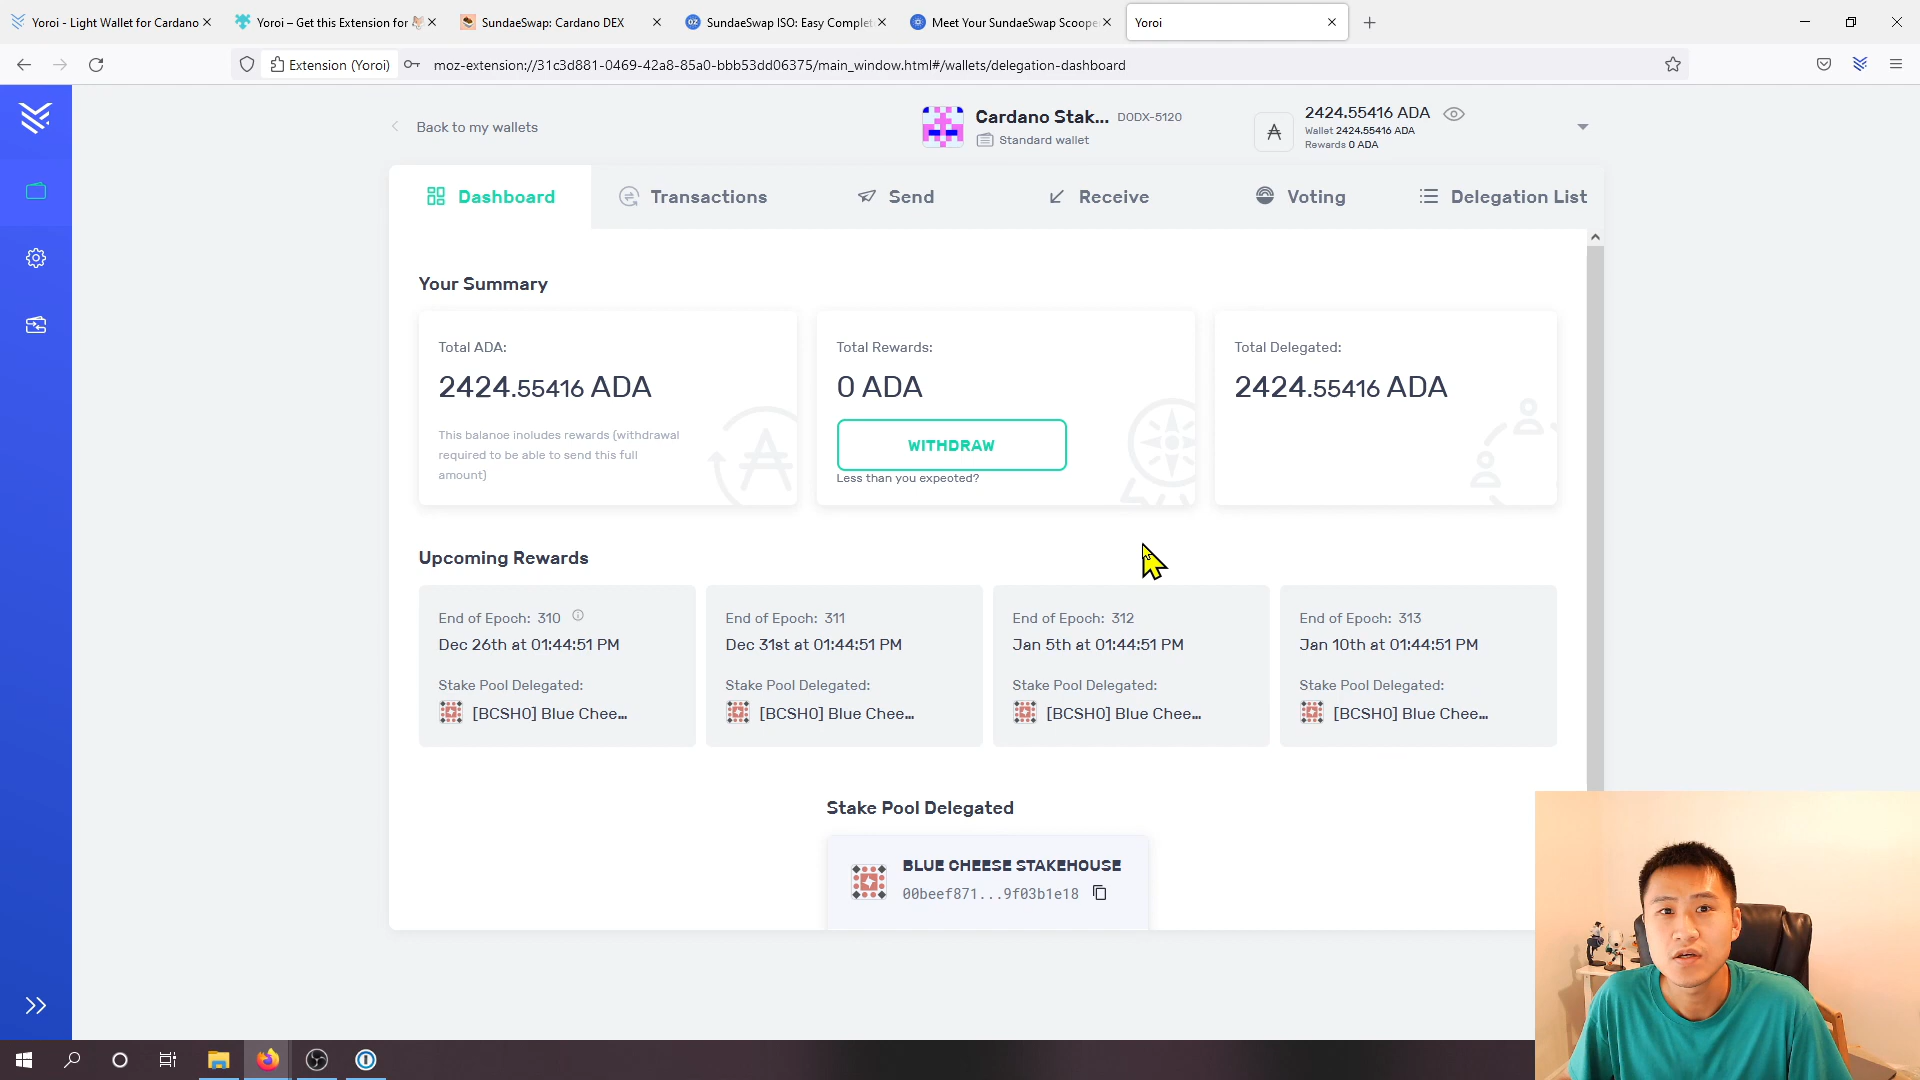 Yoroi - Light Wallet for Cardano
Yoroi – Get this Extension for
SundaeSwap: Cardano DEX
SundaeSwap ISO: Easy Complet
Meet Your SundaeSwap Scoope
Yoroi
Extension (Yoroi)
moz-extension://31c3d881-0469-42a8-85a0-bbb53dd06375/main_window.html#/wallets/delegation-dashboard
Back to my wallets
Cardano Stak... DODX-5120
Standard wallet
2424.55416 ADA
Wallet 2424.55416 ADA
Rewards 0 ADA
Dashboard
Transactions
Send
Receive
Voting
Delegation List
Your Summary
Total ADA:
2424.55416 ADA
This balance includes rewards (withdrawal
required to be able to send this full
amount)
Total Rewards:
0 ADA
WITHDRAW
Less than you expected?
Total Delegated:
2424.55416 ADA
Upcoming Rewards
End of Epoch: 310
Dec 26th at 01:44:51 PM
Stake Pool Delegated:
[BCSH0] Blue Chee...
End of Epoch: 311
Dec 31st at 01:44:51 PM
Stake Pool Delegated:
[BCSH0] Blue Chee...
End of Epoch: 312
Jan 5th at 01:44:51 PM
Stake Pool Delegated:
[BCSH0] Blue Chee...
End of Epoch: 313
Jan 10th at 01:44:51 PM
Stake Pool Delegated:
[BCSH0] Blue Chee...
Stake Pool Delegated
BLUE CHEESE STAKEHOUSE
00beef871...9f03b1e18